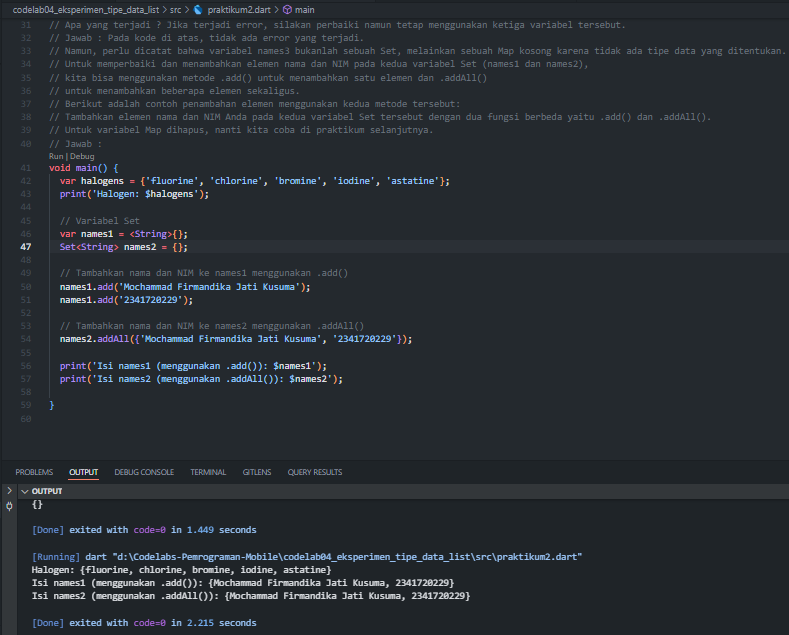 codelab04_eksperimen_tipe_data_list > src > praktikum2.dart > main
31 // Apa yang terjadi ? Jika terjadi error, silakan perbaiki namun tetap menggunakan ketiga variabel tersebut.
32 // Jawab : Pada kode di atas, tidak ada error yang terjadi.
33 // Namun, perlu dicatat bahwa variabel names3 bukanlah sebuah Set, melainkan sebuah Map kosong karena tidak ada tipe data yang ditentukan.
34 // Untuk memperbaiki dan menambahkan elemen nama dan NIM pada kedua variabel Set (names1 dan names2),
35 // kita bisa menggunakan metode .add() untuk menambahkan satu elemen dan .addAll()
36 // untuk menambahkan beberapa elemen sekaligus.
37 // Berikut adalah contoh penambahan elemen menggunakan kedua metode tersebut:
38 // Tambahkan elemen nama dan NIM Anda pada kedua variabel Set tersebut dengan dua fungsi berbeda yaitu .add() dan .addAll().
39 // Untuk variabel Map dihapus, nanti kita coba di praktikum selanjutnya.
40 // Jawab :
Run | Debug
41 void main() {
42 var halogens = {'fluorine', 'chlorine', 'bromine', 'iodine', 'astatine'};
43 print('Halogen: $halogens');
44
45 // Variabel Set
46 var names1 = <String>{};
47 Set<String> names2 = {};
48
49 // Tambahkan nama dan NIM ke names1 menggunakan .add()
50 names1.add('Mochammad Firmandika Jati Kusuma');
51 names1.add('2341720229');
52
53 // Tambahkan nama dan NIM ke names2 menggunakan .addAll()
54 names2.addAll({'Mochammad Firmandika Jati Kusuma', '2341720229'});
55
56 print('Isi names1 (menggunakan .add()): $names1');
57 print('Isi names2 (menggunakan .addAll()): $names2');
58
59 }
60
PROBLEMS OUTPUT DEBUG CONSOLE TERMINAL GITLENS QUERY RESULTS
OUTPUT
{}
[Done] exited with code=0 in 1.449 seconds
[Running] dart "d:\Codelabs-Pemrograman-Mobile\codelab04_eksperimen_tipe_data_list\src\praktikum2.dart"
Halogen: {fluorine, chlorine, bromine, iodine, astatine}
Isi names1 (menggunakan .add()): {Mochammad Firmandika Jati Kusuma, 2341720229}
Isi names2 (menggunakan .addAll()): {Mochammad Firmandika Jati Kusuma, 2341720229}
[Done] exited with code=0 in 2.215 seconds